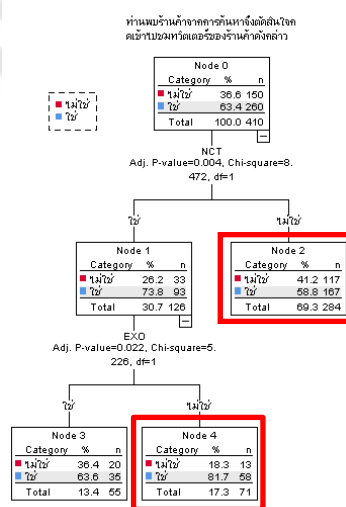 ท่านพบร้านค้าจากการค้นหาจึงตัดสินใจก
ดเข้าไปชมทวิตเตอร์ของร้านค้าดังกล่าว
ไม่ใช่
ใช่
Node 0
Category % n
ไม่ใช่ 36.6 150
ใช่ 63.4 260
Total 100.0 410
NCT
Adj. P-value=0.004, Chi-square=8.
472, df=1
ใช่
ไม่ใช่
Node 1
Category % n
ไม่ใช่ 26.2 33
ใช่ 73.8 93
Total 30.7 126
Node 2
Category % n
ไม่ใช่ 41.2 117
ใช่ 58.8 167
Total 69.3 284
EXO
Adj. P-value=0.022, Chi-square=5.
226, df=1
ใช่
ไม่ใช่
Node 3
Category % n
ไม่ใช่ 36.4 20
ใช่ 63.6 35
Total 13.4 55
Node 4
Category % n
ไม่ใช่ 18.3 13
ใช่ 81.7 58
Total 17.3 71